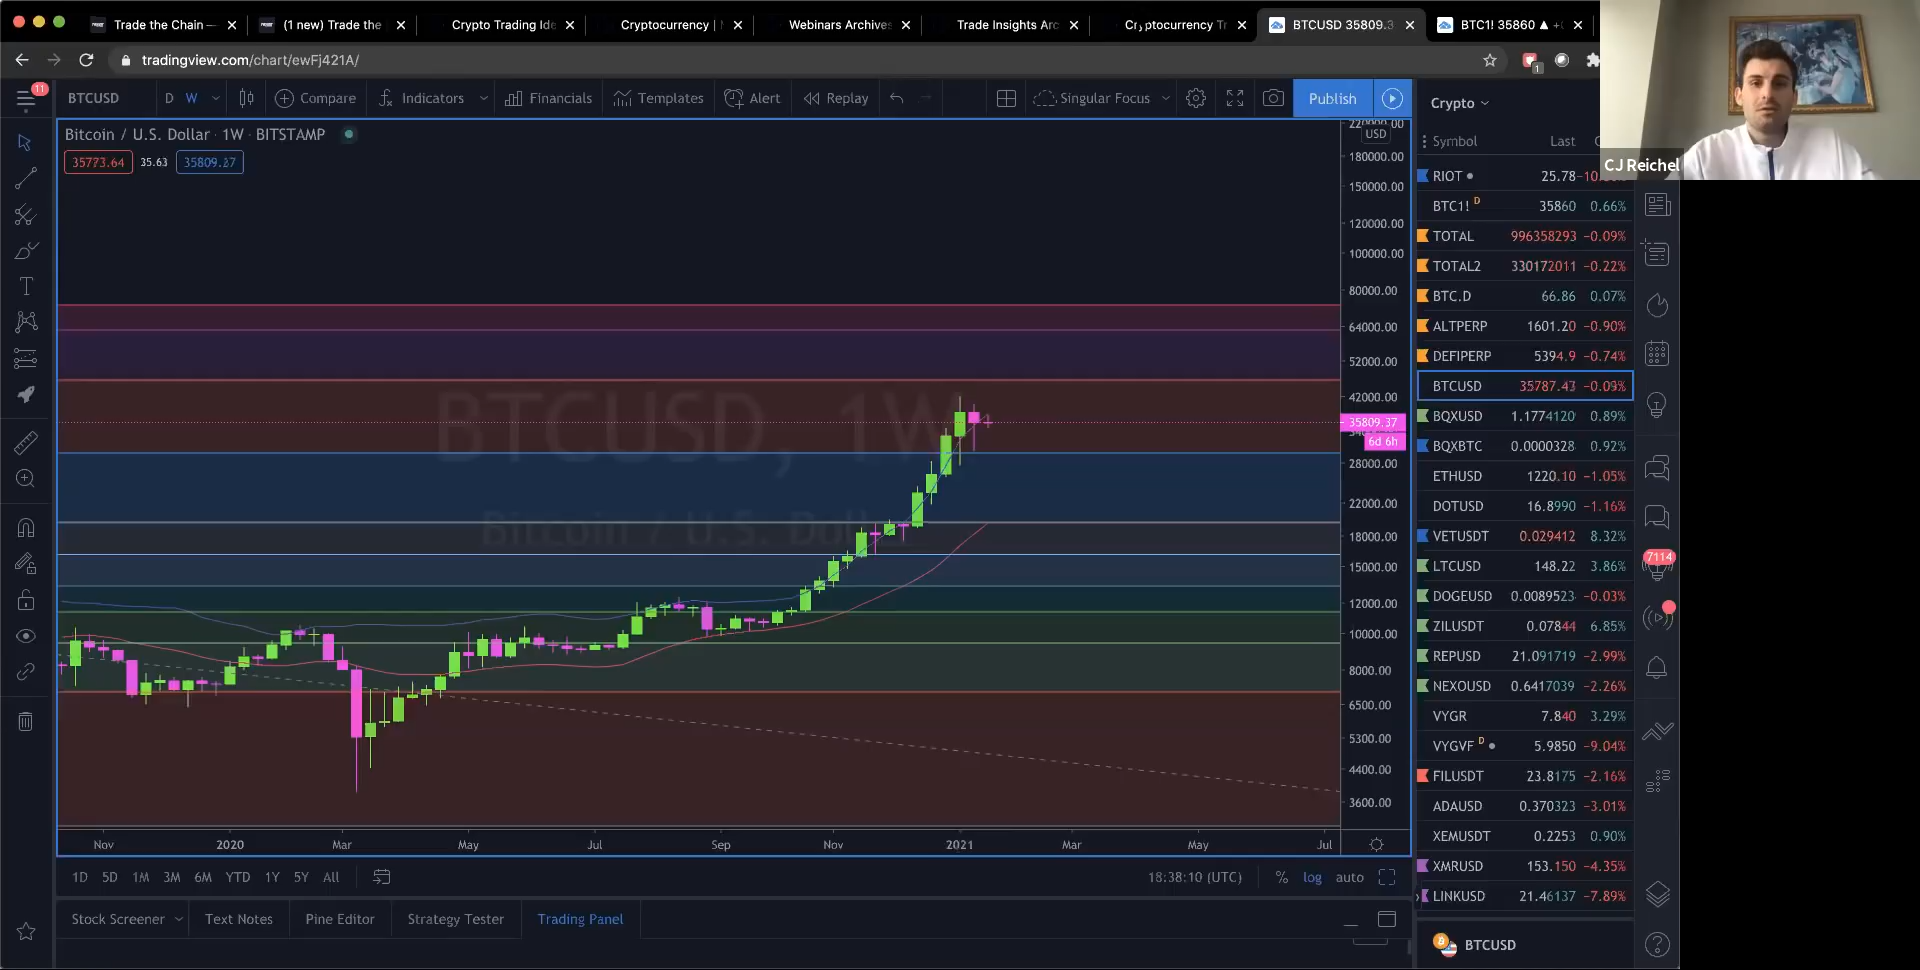 Trade the Chain —
(1 new) Trade the
Crypto Trading Ide
Cryptocurrency |
Webinars Archives
Trade Insights Arc
Cryptocurrency Tr
BTCUSD 35809.3
BTC1! 35860 ▲
tradingview.com/chart/ewFj421A/
1
11
BTCUSD
D
W
Compare
Indicators
Financials
Templates
Alert
Replay
Singular Focus
Publish
Bitcoin / U.S. Dollar · 1W · BITSTAMP
35773.64
35.63
35809.37
BTCUSD, 1W
Bitcoin / U.S. Doll
220000.00
USD
180000.00
150000.00
120000.00
100000.00
80000.00
64000.00
52000.00
42000.00
35809.37
6d 6h
28000.00
22000.00
18000.00
15000.00
12000.00
10000.00
8000.00
6500.00
5300.00
4400.00
3600.00
Nov
2020
Mar
May
Jul
Sep
Nov
2021
Mar
May
Jul
1D 5D 1M 3M 6M YTD 1Y 5Y All
18:38:10 (UTC)
%
log
auto
Stock Screener
Text Notes
Pine Editor
Strategy Tester
Trading Panel
Crypto
Symbol Last
RIOT 25.78
BTC1! D 35860 0.66%
TOTAL 996358293 −0.09%
TOTAL2 330172011 −0.22%
BTC.D 66.86 0.07%
ALTPERP 1601.20 −0.90%
DEFIPERP 5394.9 −0.74%
BTCUSD 35787.43 −0.09%
BQXUSD 1.1774120 0.89%
BQXBTC 0.0000328 0.92%
ETHUSD 1220.10 −1.05%
DOTUSD 16.8990 −1.16%
VETUSDT 0.029412 8.32%
LTCUSD 148.22 3.86%
DOGEUSD 0.0089523 −0.03%
ZILUSDT 0.07844 6.85%
REPUSD 21.091719 −2.99%
NEXOUSD 0.6417039 −2.26%
VYGR 7.840 3.29%
VYGVF D 5.9850 −9.04%
FILUSDT 23.8175 −2.16%
ADAUSD 0.370323 −3.01%
XEMUSDT 0.2253 0.90%
XMRUSD 153.150 −4.35%
LINKUSD 21.46137 −7.89%
BTCUSD
7114
CJ Reichel